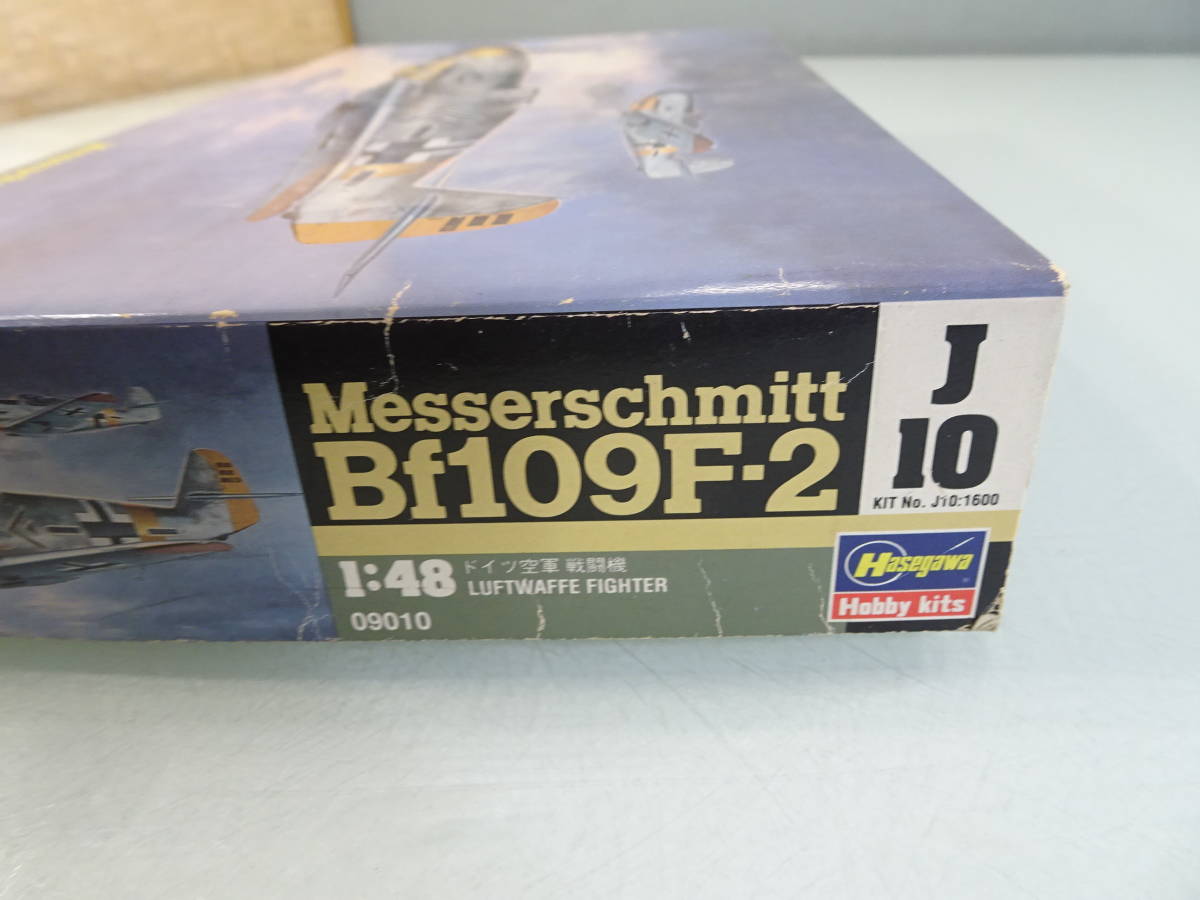 Messerschmitt
Bf109F-2
1:48 ドイツ空軍 戦闘機
LUFTWAFFE FIGHTER
09010
J
10
KIT No. J10:1600
Hasegawa
Hobby kits